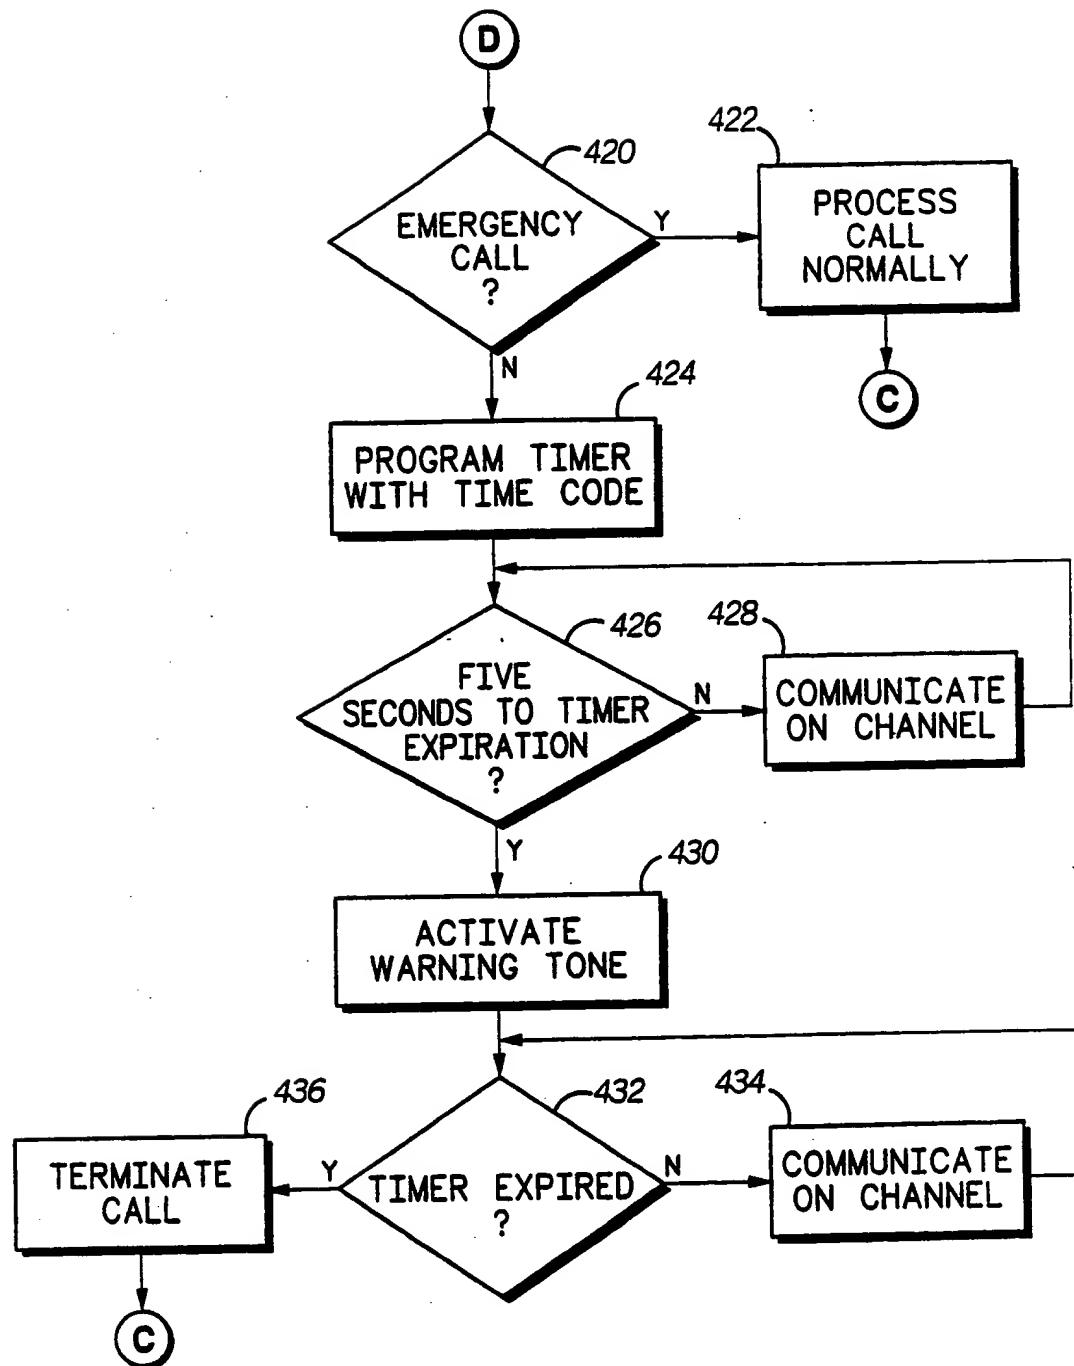 D
420
EMERGENCY
CALL
?
Y
422
PROCESS
CALL
NORMALLY
C
N
424
PROGRAM TIMER
WITH TIME CODE
426
FIVE
SECONDS TO TIMER
EXPIRATION
?
N
428
COMMUNICATE
ON CHANNEL
Y
430
ACTIVATE
WARNING TONE
432
TIMER EXPIRED
?
N
434
COMMUNICATE
ON CHANNEL
Y
436
TERMINATE
CALL
C